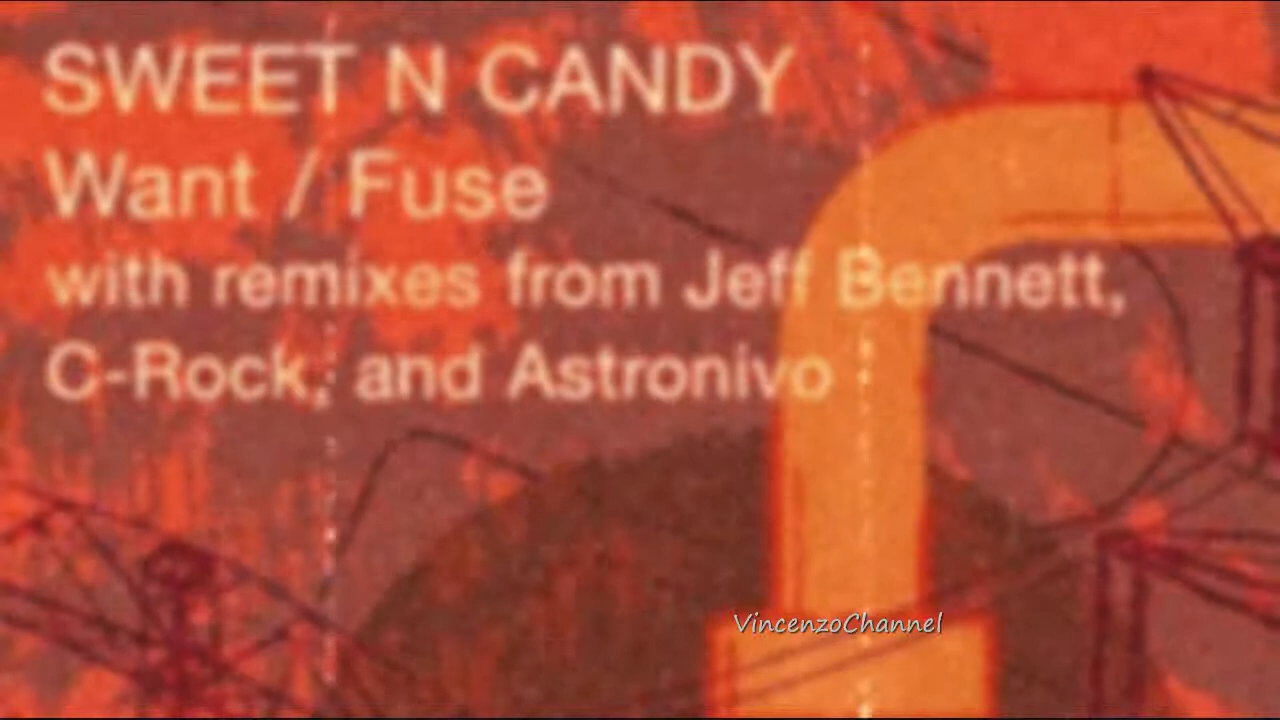 SWEET N CANDY
Want / Fuse
with remixes from Jeff Bennett,
C-Rock, and Astronivo
VincenzoChannel